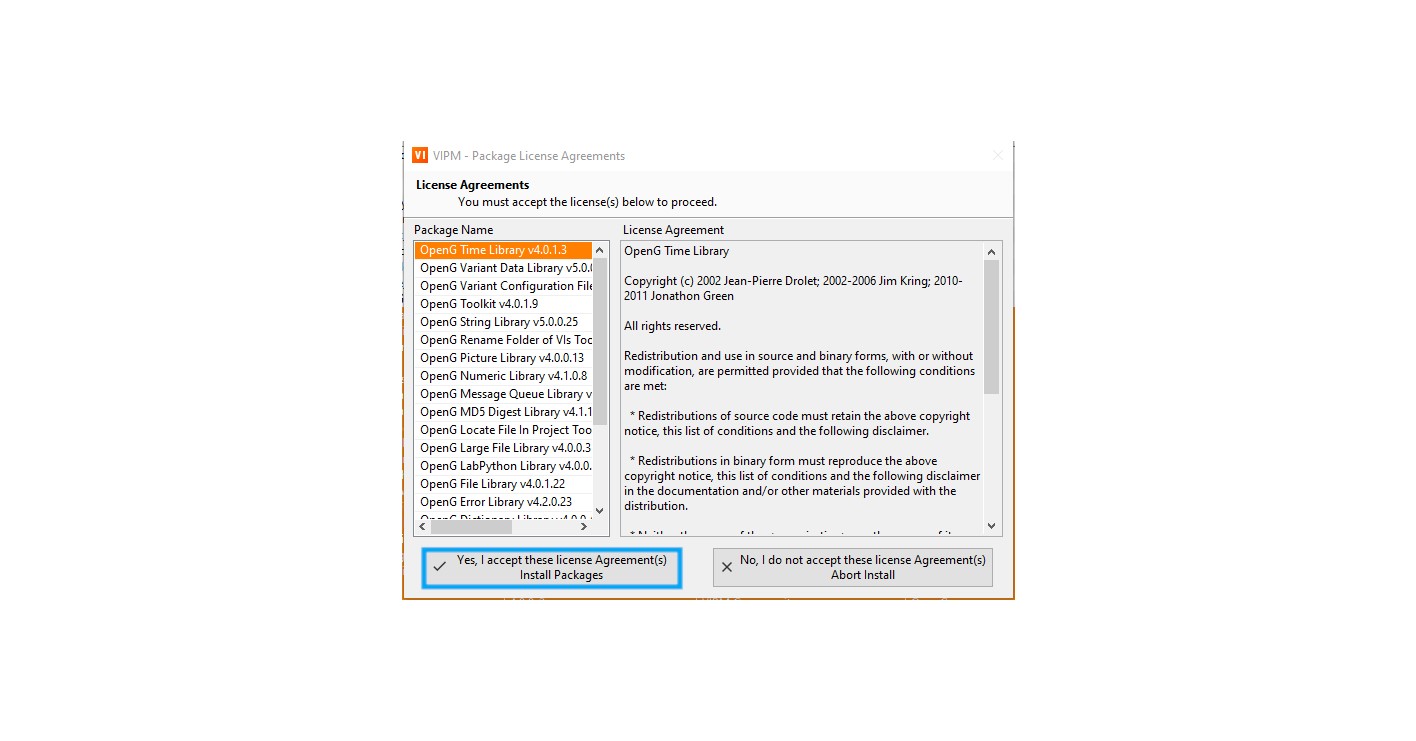 VI VIPM - Package License Agreements
License Agreements
You must accept the license(s) below to proceed.
Package Name
OpenG Time Library v4.0.1.3
OpenG Variant Data Library v5.0.
OpenG Variant Configuration File
OpenG Toolkit v4.0.1.9
OpenG String Library v5.0.0.25
OpenG Rename Folder of VIs Too
OpenG Picture Library v4.0.0.13
OpenG Numeric Library v4.1.0.8
OpenG Message Queue Library v
OpenG MD5 Digest Library v4.1.1
OpenG Locate File In Project Too
OpenG Large File Library v4.0.0.3
OpenG LabPython Library v4.0.0.
OpenG File Library v4.0.1.22
OpenG Error Library v4.2.0.23
License Agreement
OpenG Time Library
Copyright (c) 2002 Jean-Pierre Drolet; 2002-2006 Jim Kring; 2010-
2011 Jonathon Green
All rights reserved.
Redistribution and use in source and binary forms, with or without
modification, are permitted provided that the following conditions
are met:
* Redistributions of source code must retain the above copyright
notice, this list of conditions and the following disclaimer.
* Redistributions in binary form must reproduce the above
copyright notice, this list of conditions and the following disclaimer
in the documentation and/or other materials provided with the
distribution.
Yes, I accept these license Agreement(s)
Install Packages
No, I do not accept these license Agreement(s)
Abort Install